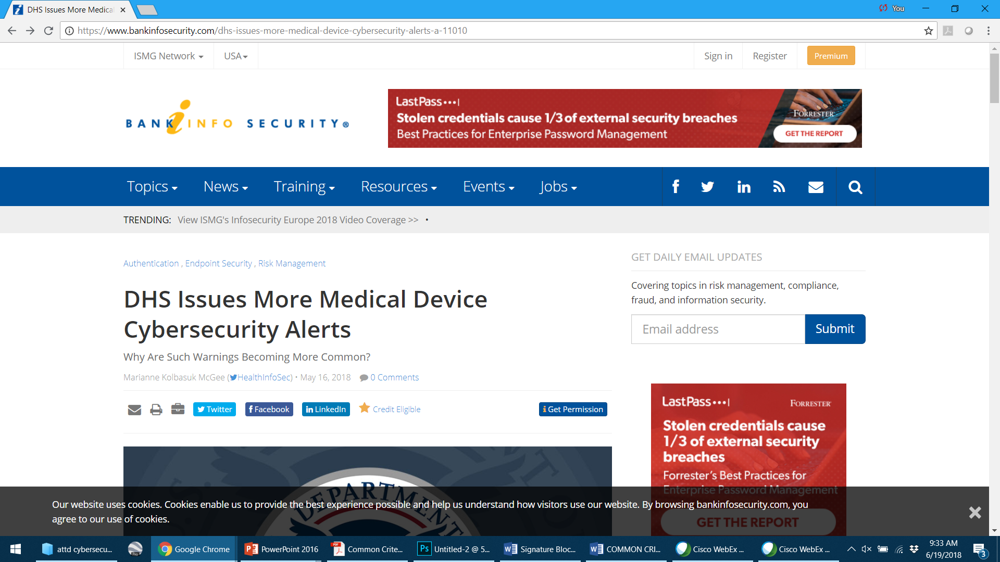 DHS Issues More Medical
You
https://www.bankinfosecurity.com/dhs-issues-more-medical-device-cybersecurity-alerts-a-11010
ISMG Network
USA
Sign in
Register
Premium
BANK INFO SECURITY®
LastPass•••|
Stolen credentials cause 1/3 of external security breaches
Best Practices for Enterprise Password Management
FORRESTER
GET THE REPORT
Topics
News
Training
Resources
Events
Jobs
TRENDING: View ISMG's Infosecurity Europe 2018 Video Coverage >> •
Authentication , Endpoint Security , Risk Management
DHS Issues More Medical Device
Cybersecurity Alerts
Why Are Such Warnings Becoming More Common?
Marianne Kolbasuk McGee (HealthInfoSec) • May 16, 2018 0 Comments
Twitter
Facebook
LinkedIn
Credit Eligible
Get Permission
DEPARTMENT
GET DAILY EMAIL UPDATES
Covering topics in risk management, compliance,
fraud, and information security.
Email address
Submit
LastPass•••|
FORRESTER
Stolen credentials cause
1/3 of external security
breaches
Forrester's Best Practices for
Enterprise Password Management
GET THE REPORT
Our website uses cookies. Cookies enable us to provide the best experience possible and help us understand how visitors use our website. By browsing bankinfosecurity.com, you
agree to our use of cookies.
attd cybersecu...
Pro
Google Chrome
PowerPoint 2016
Common Crite...
Ps
Untitled-2 @ 5...
Signature Bloc...
COMMON CRI...
Cisco WebEx ...
Cisco WebEx ...
9:33 AM
6/19/2018
3